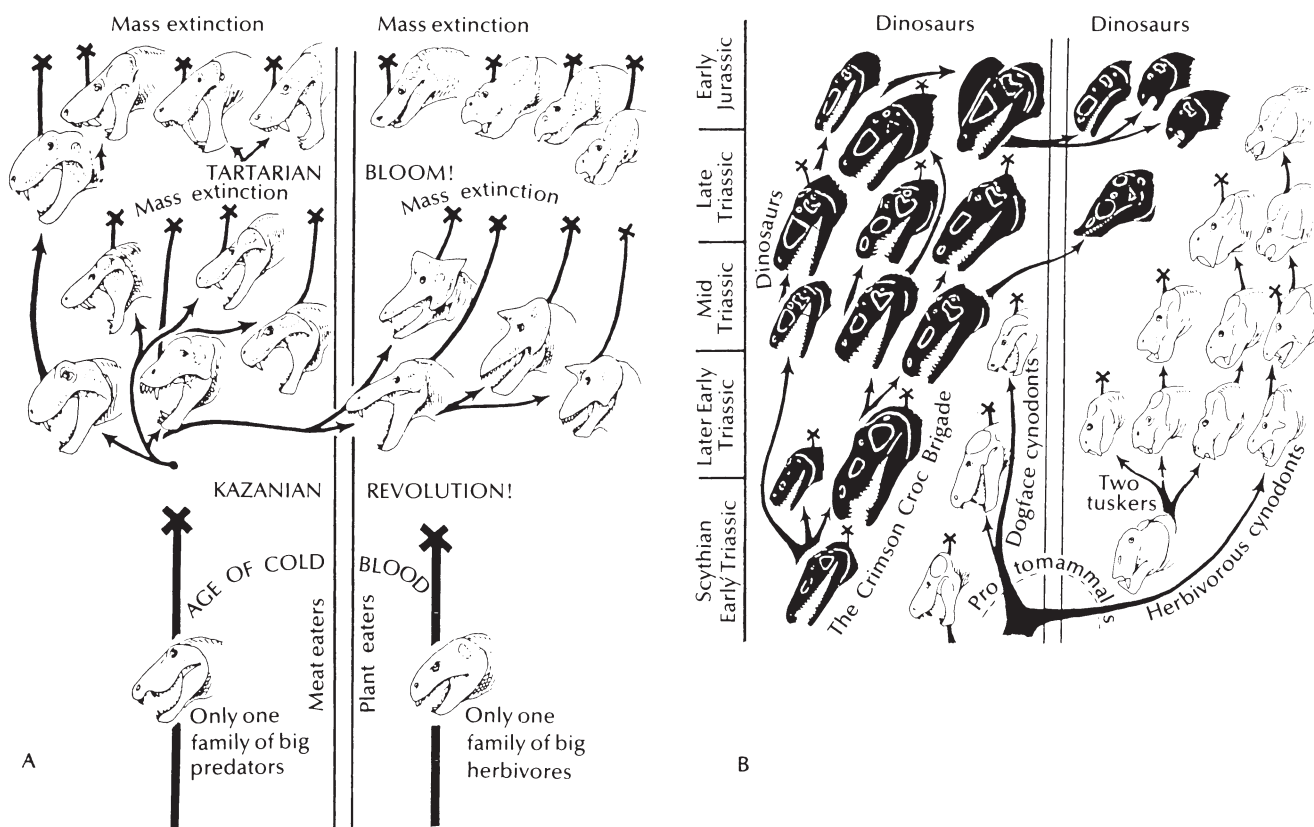 Mass extinction
Mass extinction
TARTARIAN
BLOOM!
Mass extinction
Mass extinction
KAZANIAN
REVOLUTION!
AGE OF COLD
BLOOD
Meat eaters
Plant eaters
Only one
family of big
predators
Only one
family of big
herbivores
A
Dinosaurs
Dinosaurs
Early
Jurassic
Late
Triassic
Mid
Triassic
Later Early
Triassic
Scythian
Early Triassic
Dinosaurs
The Crimson Croc Brigade
Dogface cynodonts
Protomammals
Two
tuskers
Herbivorous cynodonts
B